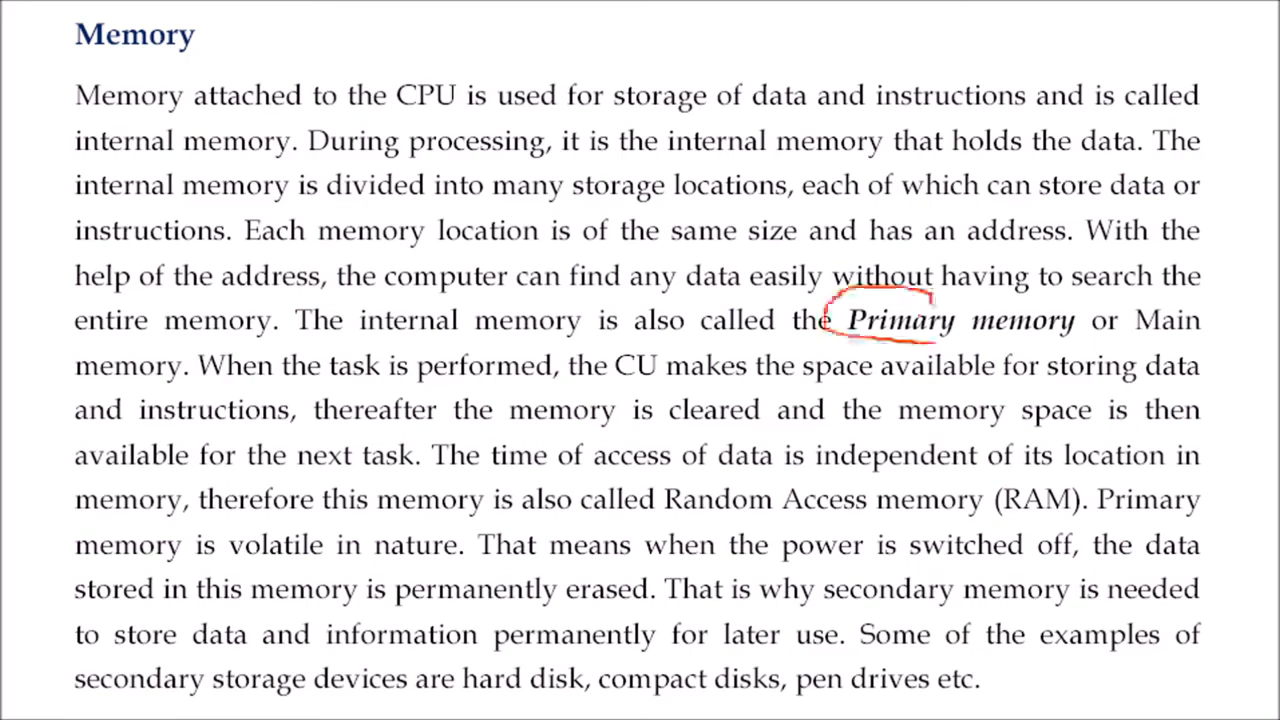 Memory
Memory attached to the CPU is used for storage of data and instructions and is called
internal memory. During processing, it is the internal memory that holds the data. The
internal memory is divided into many storage locations, each of which can store data or
instructions. Each memory location is of the same size and has an address. With the
help of the address, the computer can find any data easily without having to search the
entire memory. The internal memory is also called the Primary memory or Main
memory. When the task is performed, the CU makes the space available for storing data
and instructions, thereafter the memory is cleared and the memory space is then
available for the next task. The time of access of data is independent of its location in
memory, therefore this memory is also called Random Access memory (RAM). Primary
memory is volatile in nature. That means when the power is switched off, the data
stored in this memory is permanently erased. That is why secondary memory is needed
to store data and information permanently for later use. Some of the examples of
secondary storage devices are hard disk, compact disks, pen drives etc.